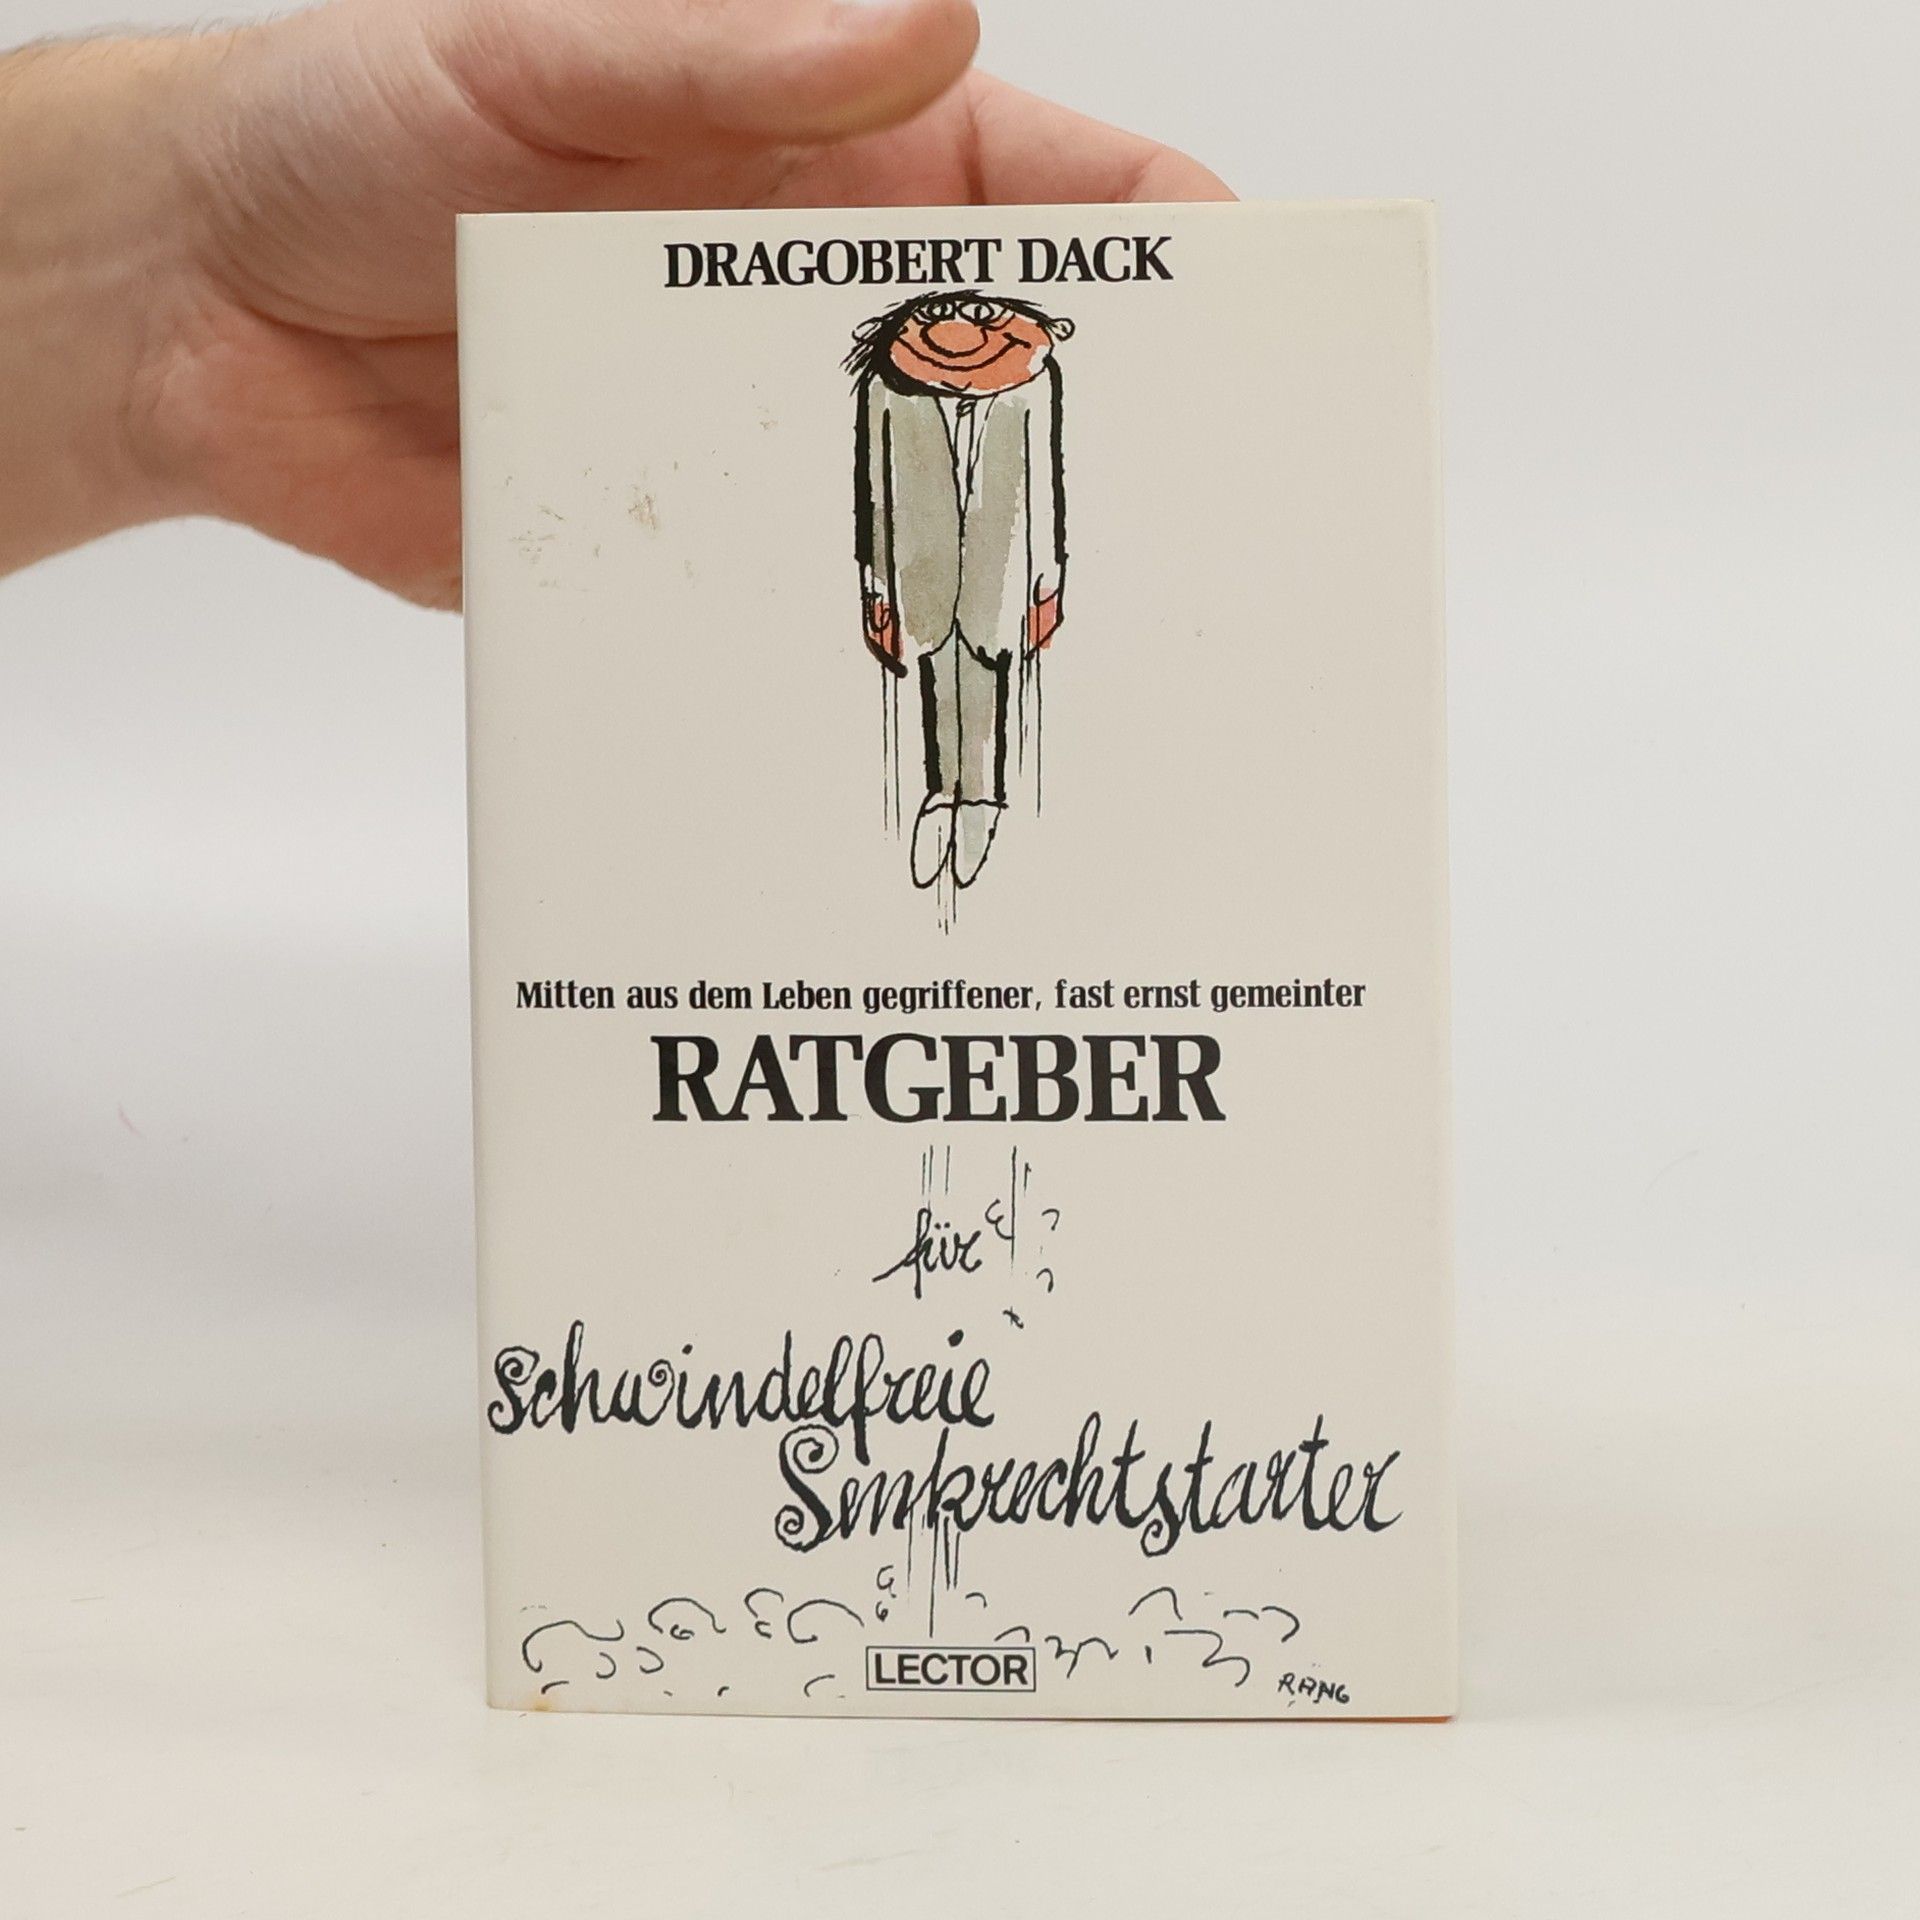 DRAGOBERT DACK
Mitten aus dem Leben gegriffener, fast ernst gemeinter
RATGEBER
für
schwindelfreie
Senkrechtstarter
LECTOR
RANG